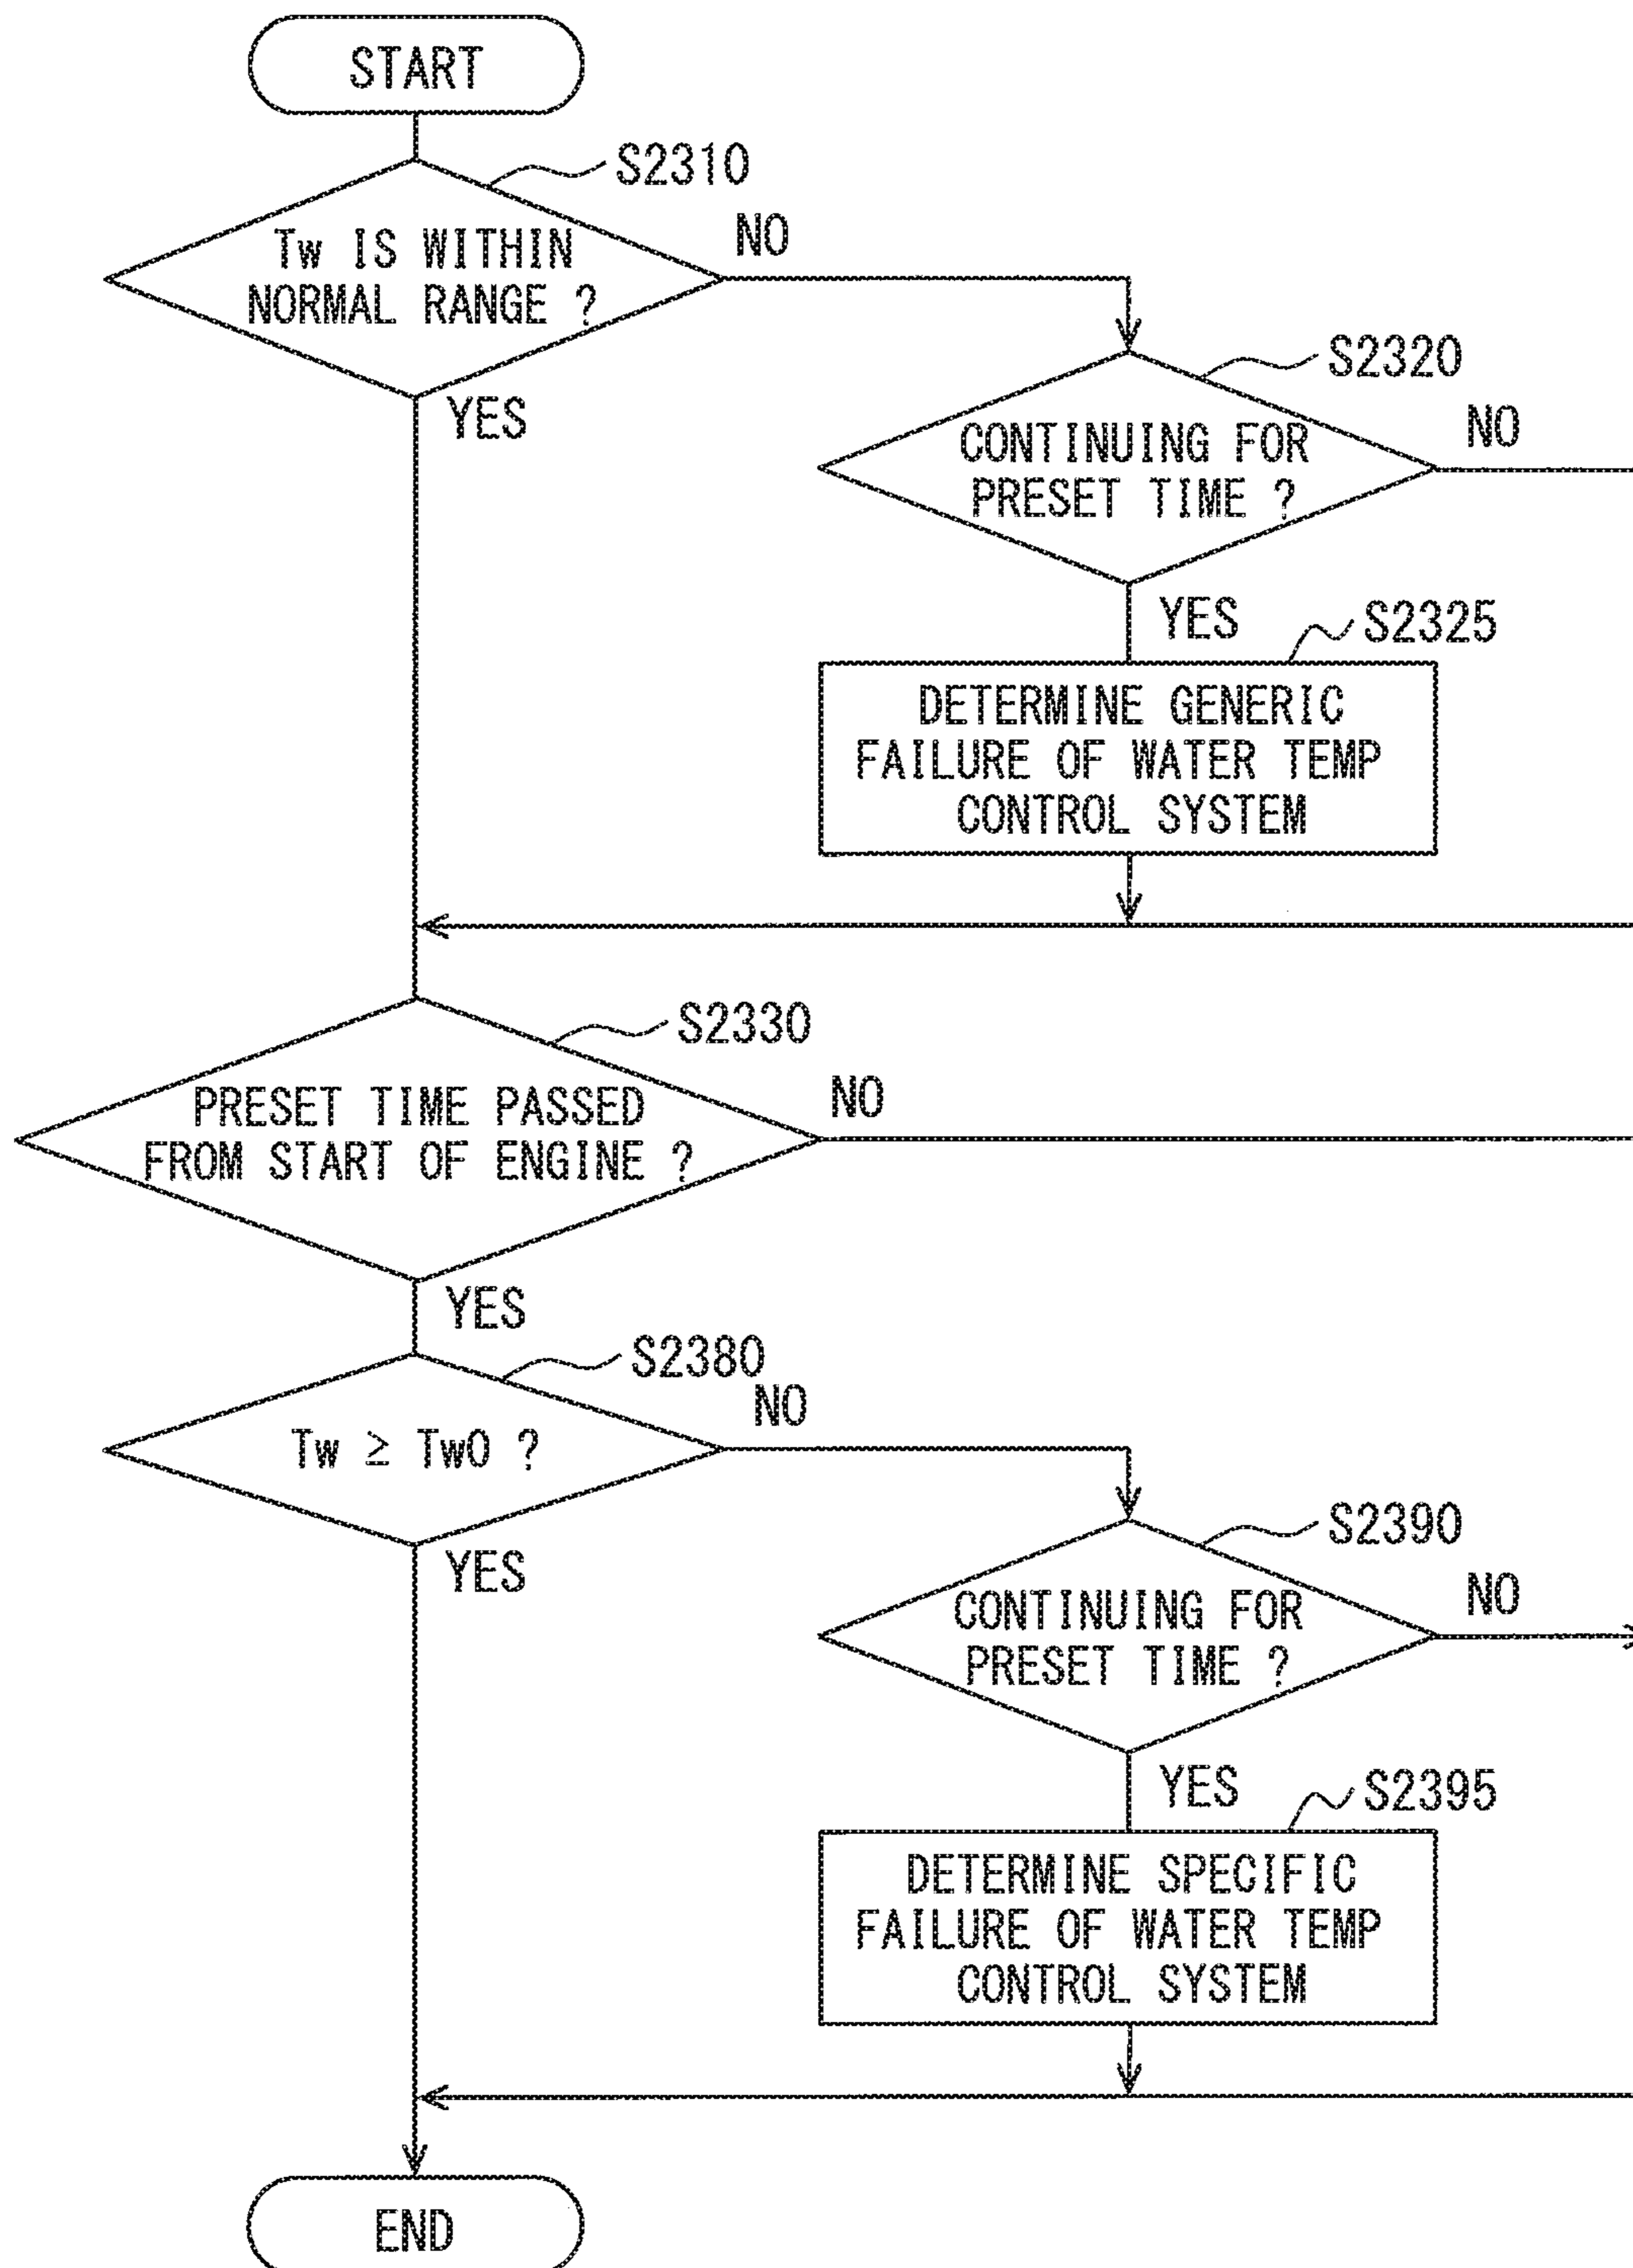 START
S2310
Tw IS WITHIN
NORMAL RANGE ?
NO
YES
S2320
CONTINUING FOR
PRESET TIME ?
NO
YES
S2325
DETERMINE GENERIC
FAILURE OF WATER TEMP
CONTROL SYSTEM
S2330
PRESET TIME PASSED
FROM START OF ENGINE ?
NO
YES
S2380
Tw ≥ Tw0 ?
NO
YES
S2390
CONTINUING FOR
PRESET TIME ?
NO
YES
S2395
DETERMINE SPECIFIC
FAILURE OF WATER TEMP
CONTROL SYSTEM
END